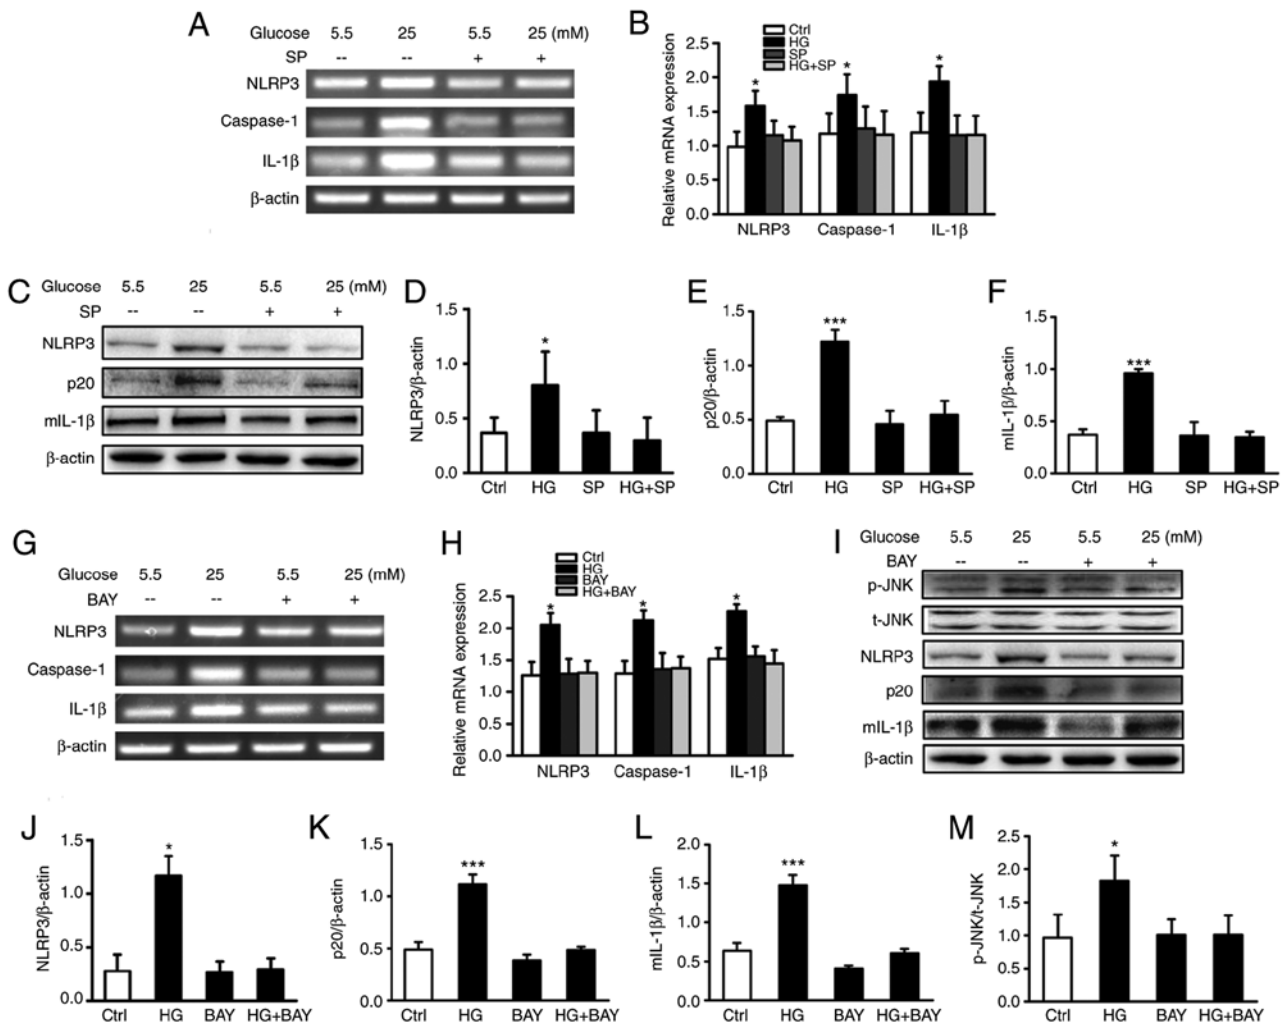 A
Glucose 5.5 25 5.5 25 (mM)
SP -- -- + +
NLRP3
Caspase-1
IL-1β
β-actin
B
Ctrl
HG
SP
HG+SP
Relative mRNA expression
2.5
2.0
1.5
1.0
0.5
0.0
* * *
NLRP3 Caspase-1 IL-1β
C
Glucose 5.5 25 5.5 25 (mM)
SP -- -- + +
NLRP3
p20
mIL-1β
β-actin
D
NLRP3/β-actin
1.5
1.0
0.5
0.0
*
Ctrl HG SP HG+SP
E
p20/β-actin
1.5
1.0
0.5
0.0
***
Ctrl HG SP HG+SP
F
mIL-1β/β-actin
1.5
1.0
0.5
0.0
***
Ctrl HG SP HG+SP
G
Glucose 5.5 25 5.5 25 (mM)
BAY -- -- + +
NLRP3
Caspase-1
IL-1β
β-actin
H
Ctrl
HG
BAY
HG+BAY
Relative mRNA expression
2.5
2.0
1.5
1.0
0.5
0.0
* * *
NLRP3 Caspase-1 IL-1β
I
Glucose 5.5 25 5.5 25 (mM)
BAY -- -- + +
p-JNK
t-JNK
NLRP3
p20
mIL-1β
β-actin
J
NLRP3/β-actin
1.5
1.0
0.5
0.0
*
Ctrl HG BAY HG+BAY
K
p20/β-actin
1.5
1.0
0.5
0.0
***
Ctrl HG BAY HG+BAY
L
mIL-1β/β-actin
2.0
1.5
1.0
0.5
0.0
***
Ctrl HG BAY HG+BAY
M
p-JNK/t-JNK
2.5
2.0
1.5
1.0
0.5
0.0
*
Ctrl HG BAY HG+BAY